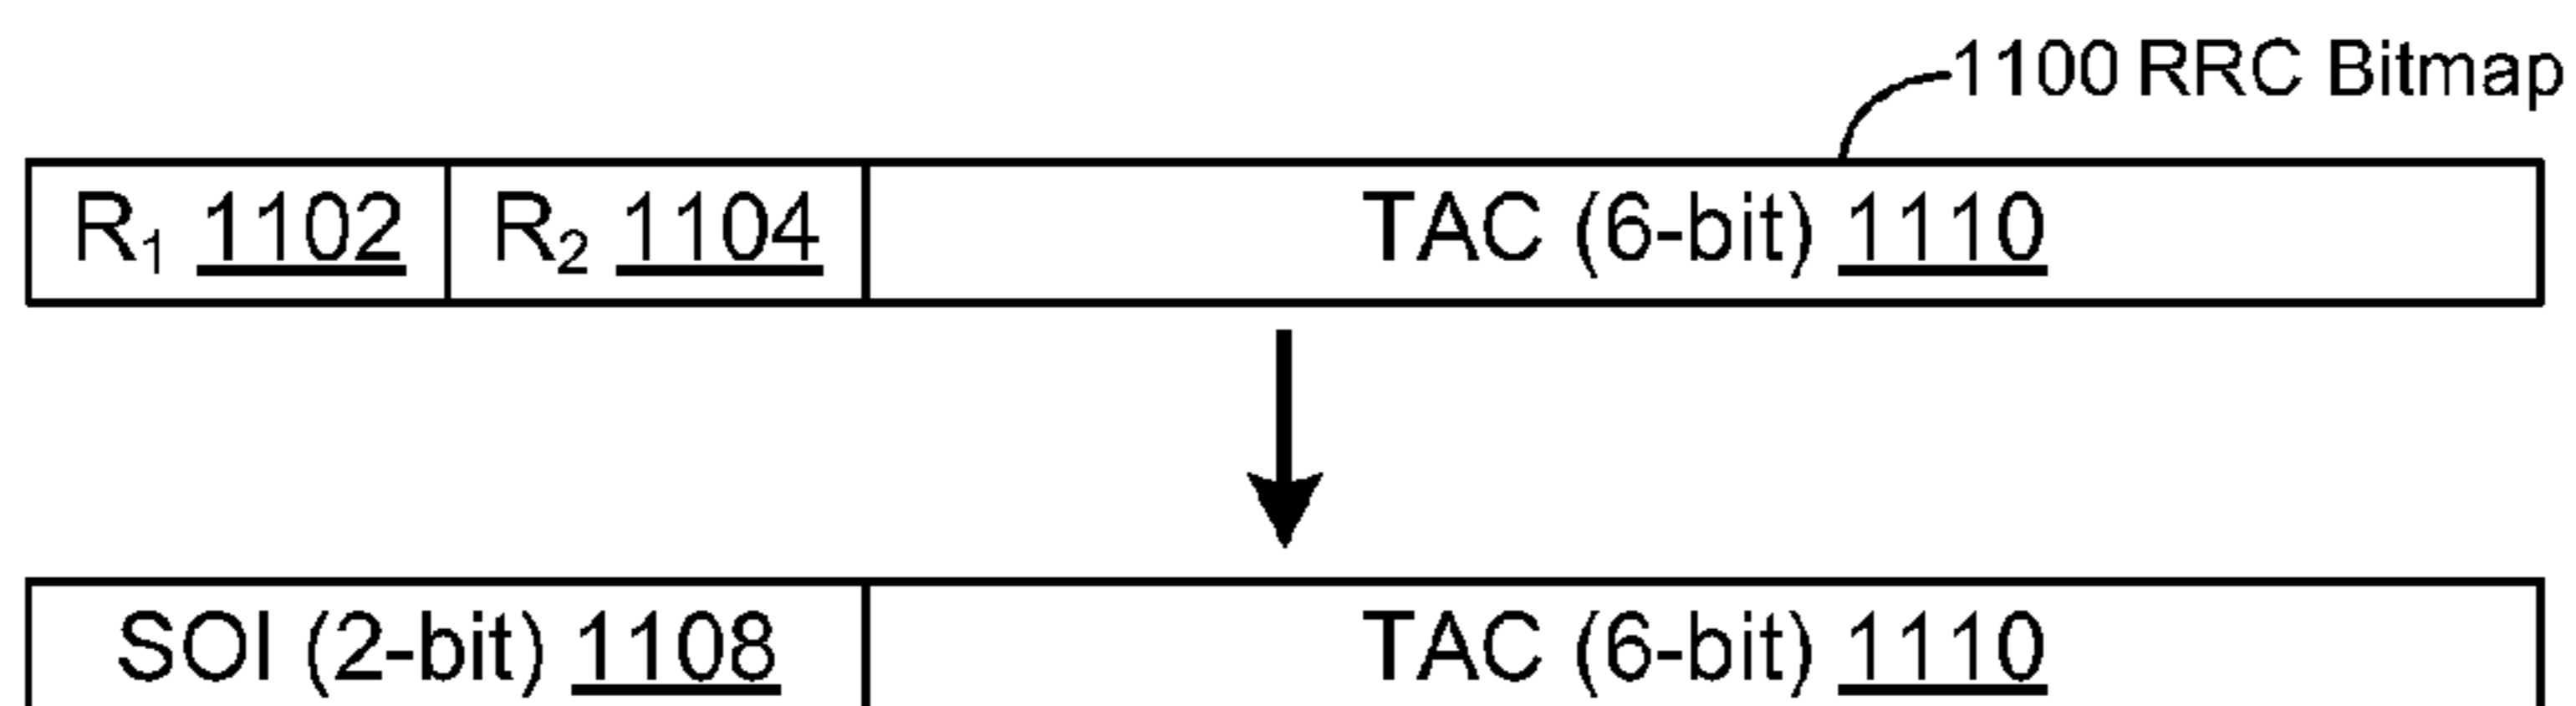 1100 RRC Bitmap
R₁ 1102 R₂ 1104 TAC (6-bit) 1110
SOI (2-bit) 1108 TAC (6-bit) 1110